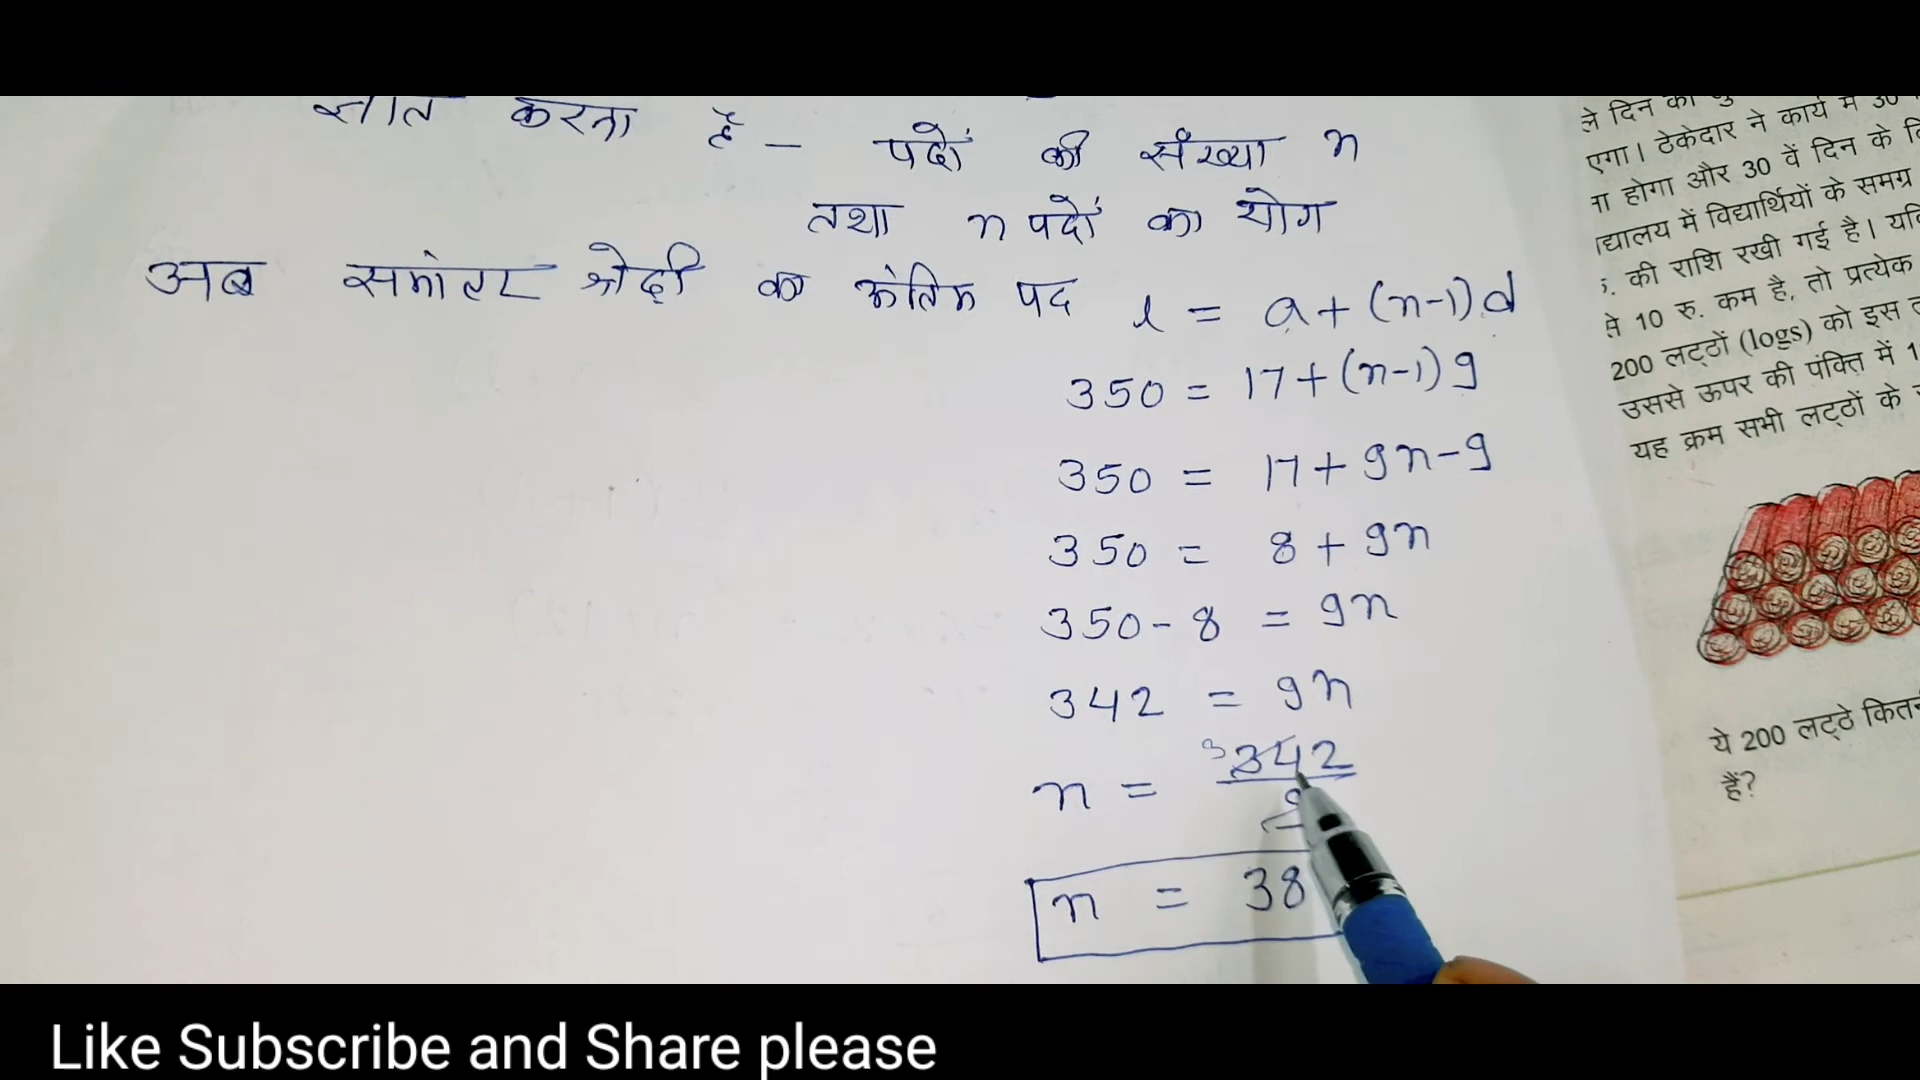 ज्ञात करना है – पदों की संख्या n
तथा n पदों का योग
अब समांतर श्रेढ़ी का अंतिम पद l = a + (n-1) d
350 = 17 + (n-1) 9
350 = 17 + 9n - 9
350 = 8 + 9n
350 - 8 = 9n
342 = 9n
n = 342
9
n = 38
ले दिन का
एगा। ठेकेदार ने कार्य में 30
ना होगा और 30 वें दिन के
विद्यार्थियों के समग्र
की राशि रखी गई है। यदि
से 10 रु. कम है, तो प्रत्येक
200 लट्ठों (logs) को इस
उससे ऊपर की पंक्ति में
यह क्रम सभी लट्ठों के
ये 200 लट्ठे
हैं?
Like Subscribe and Share please